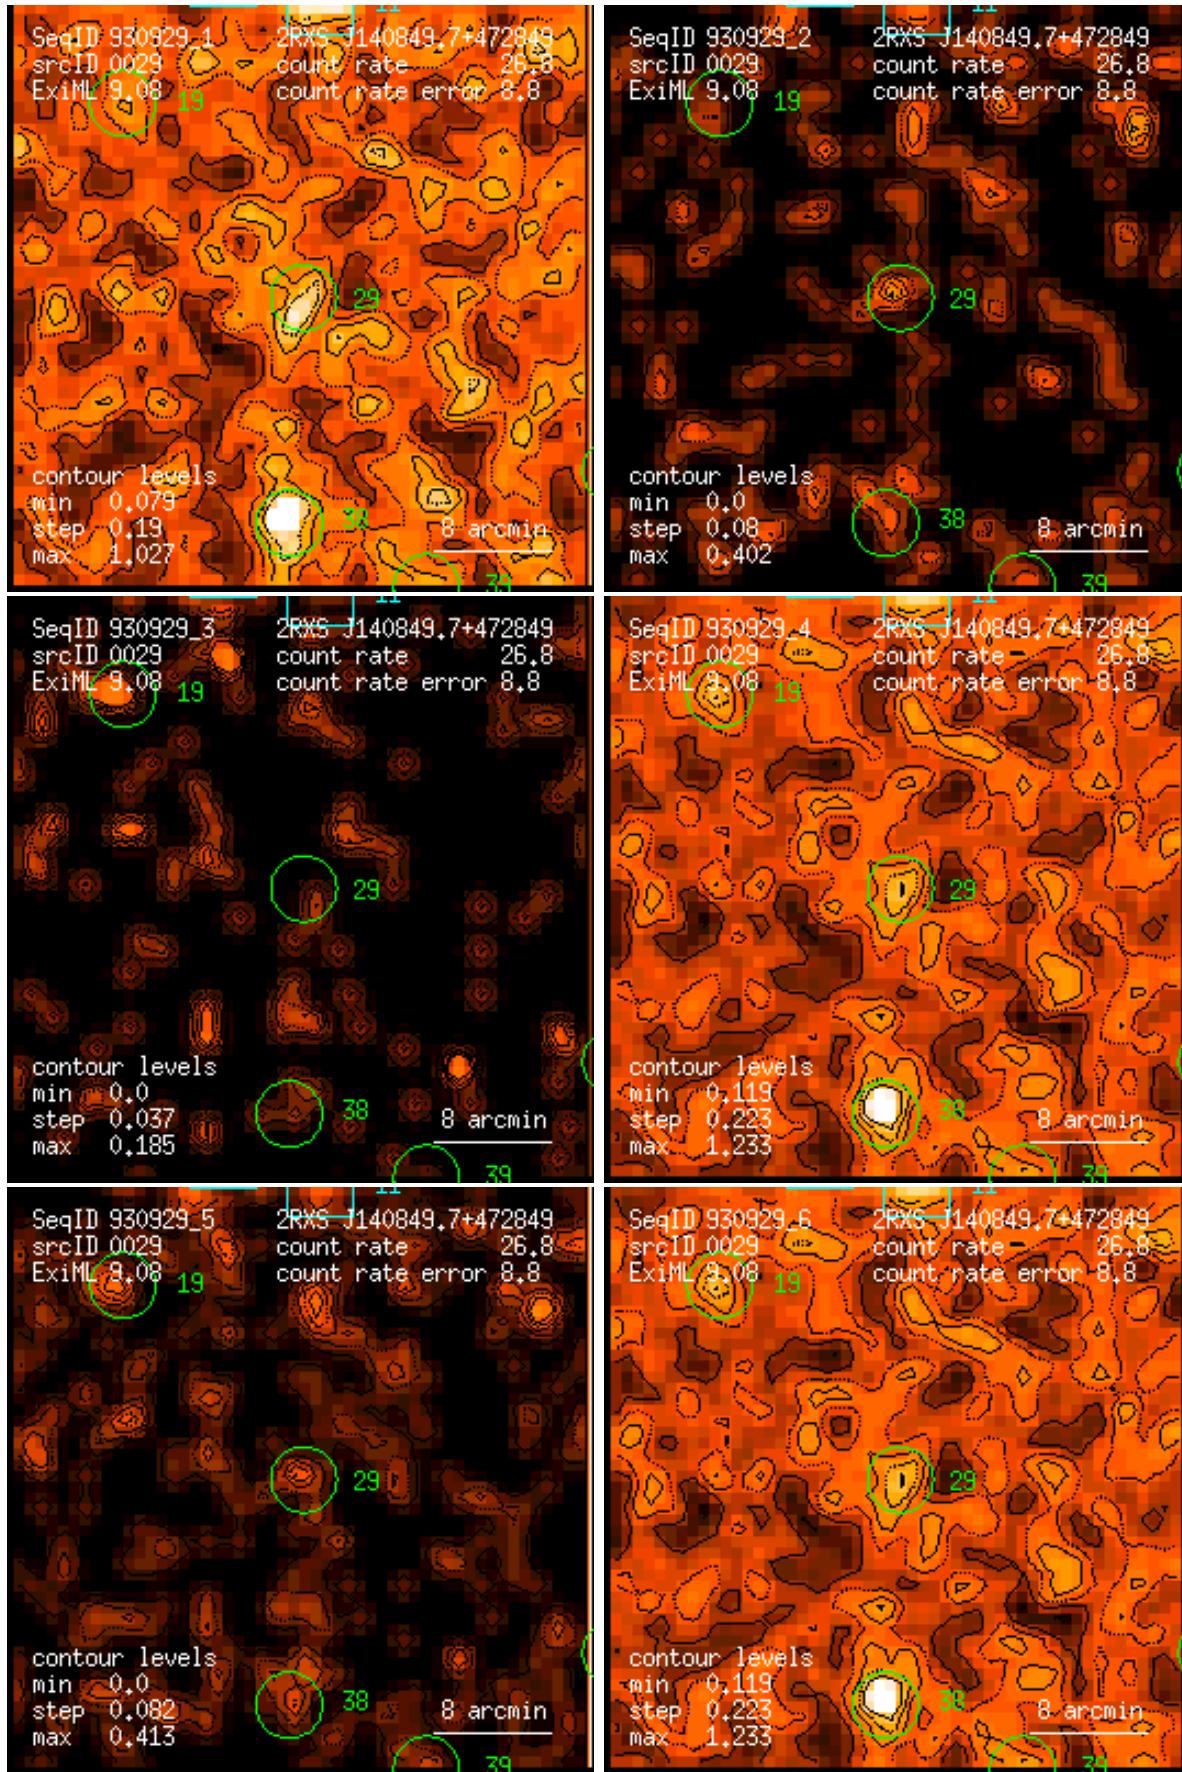 11
SeqID 930929_1 2RXS J140849.7+472849
srcID 0029 count rate 26.8
ExiML 9.08 count rate error 8.8
19
29
contour levels
min 0.079
step 0.19
max 1.027
38
8 arcmin
39
11
SeqID 930929_2 2RXS J140849.7+472849
srcID 0029 count rate 26.8
ExiML 9.08 count rate error 8.8
19
29
contour levels
min 0.0
step 0.08
max 0.402
38
8 arcmin
39
11
SeqID 930929_3 2RXS J140849.7+472849
srcID 0029 count rate 26.8
ExiML 9.08 count rate error 8.8
19
29
contour levels
min 0.0
step 0.037
max 0.185
38
8 arcmin
39
11
SeqID 930929_4 2RXS J140849.7+472849
srcID 0029 count rate 26.8
ExiML 9.08 count rate error 8.8
19
29
contour levels
min 0.119
step 0.223
max 1.233
38
8 arcmin
39
11
SeqID 930929_5 2RXS J140849.7+472849
srcID 0029 count rate 26.8
ExiML 9.08 count rate error 8.8
19
29
contour levels
min 0.0
step 0.082
max 0.413
38
8 arcmin
39
11
SeqID 930929_6 2RXS J140849.7+472849
srcID 0029 count rate 26.8
ExiML 9.08 count rate error 8.8
19
29
contour levels
min 0.119
step 0.223
max 1.233
38
8 arcmin
39